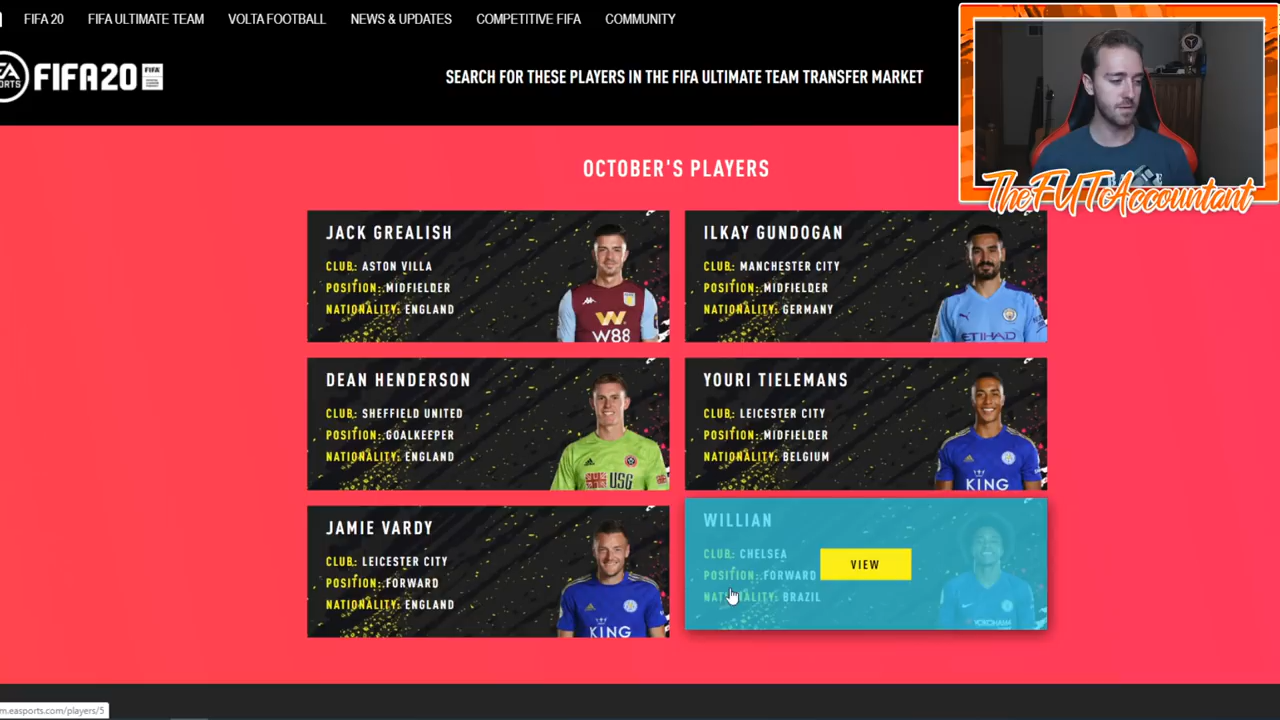 FIFA 20 FIFA ULTIMATE TEAM VOLTA FOOTBALL NEWS & UPDATES COMPETITIVE FIFA COMMUNITY
FIFA20 FIFA
SEARCH FOR THESE PLAYERS IN THE FIFA ULTIMATE TEAM TRANSFER MARKET
TheFUTAccountant
OCTOBER'S PLAYERS
JACK GREALISH
CLUB: ASTON VILLA
POSITION: MIDFIELDER
NATIONALITY: ENGLAND
W88
ILKAY GUNDOGAN
CLUB: MANCHESTER CITY
POSITION: MIDFIELDER
NATIONALITY: GERMANY
ETIHAD
DEAN HENDERSON
CLUB: SHEFFIELD UNITED
POSITION: GOALKEEPER
NATIONALITY: ENGLAND
USG
YOURI TIELEMANS
CLUB: LEICESTER CITY
POSITION: MIDFIELDER
NATIONALITY: BELGIUM
KING
JAMIE VARDY
CLUB: LEICESTER CITY
POSITION: FORWARD
NATIONALITY: ENGLAND
KING
WILLIAN
CLUB: CHELSEA
POSITION: FORWARD
NATIONALITY: BRAZIL
VIEW
YOKOHAMA
m.easports.com/players/5